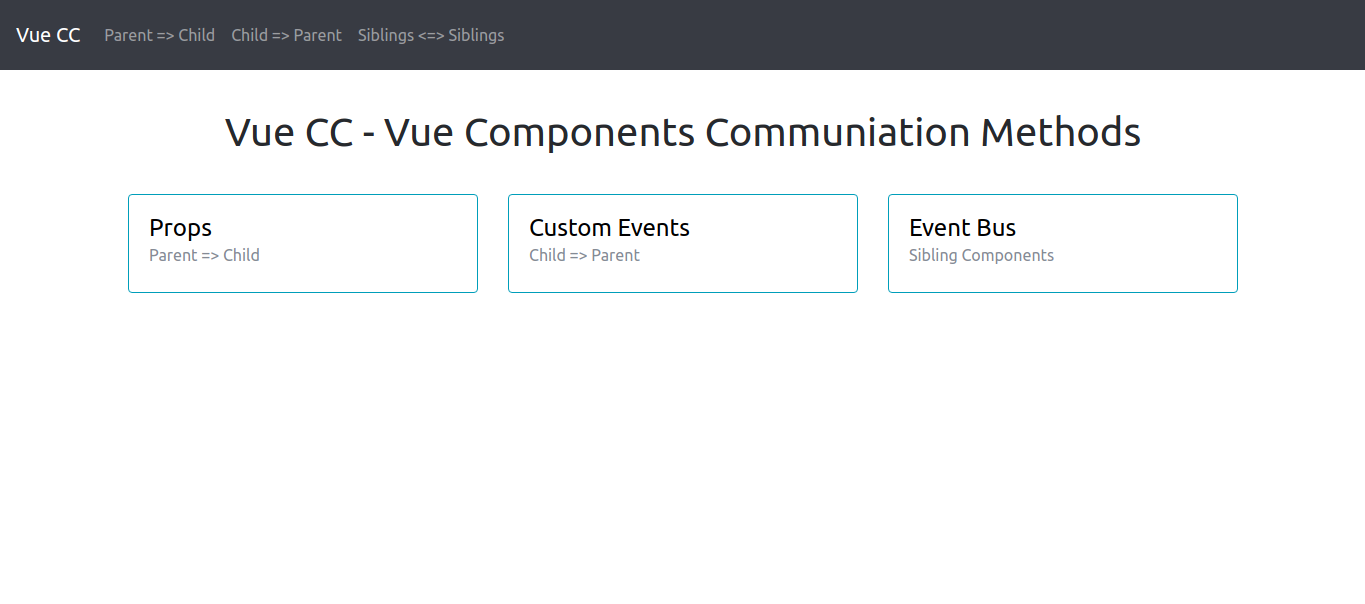 Vue CC Parent => Child Child => Parent Siblings <=> Siblings
Vue CC - Vue Components Communiation Methods
Props
Parent => Child
Custom Events
Child => Parent
Event Bus
Sibling Components